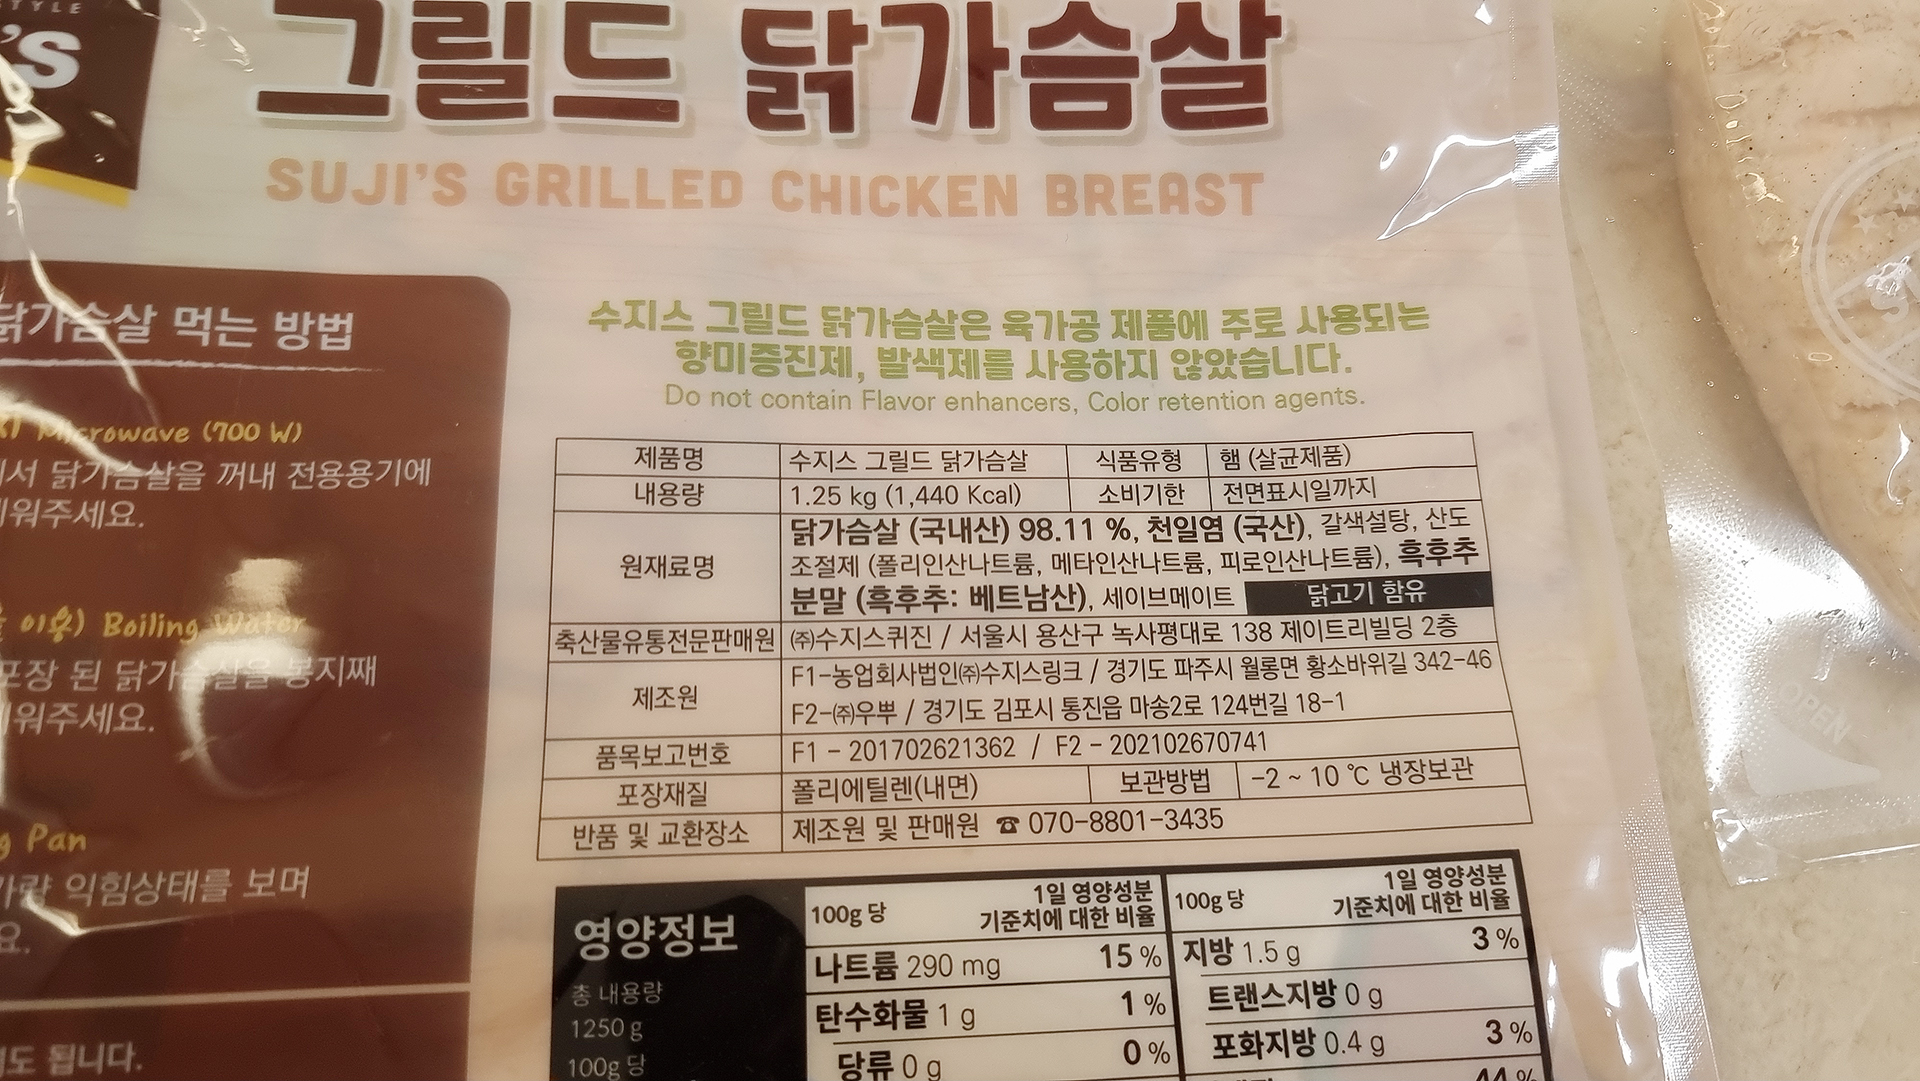 TYLE
'S
그릴드 닭가슴살
SUJI'S GRILLED CHICKEN BREAST
닭가슴살 먹는 방법
Microwave (700 W)
서 닭가슴살을 꺼내 전용용기에
워주세요.
이용) Boiling Water
포장 된 닭가슴살을 봉지째
워주세요.
g Pan
가량 익힘상태를 보며
요.
도 됩니다.
수지스 그릴드 닭가슴살은 육가공 제품에 주로 사용되는
향미증진제, 발색제를 사용하지 않았습니다.
Do not contain Flavor enhancers, Color retention agents.
제품명 수지스 그릴드 닭가슴살 식품유형 햄 (살균제품)
내용량 1.25 kg (1,440 Kcal) 소비기한 전면표시일까지
원재료명 닭가슴살 (국내산) 98.11 %, 천일염 (국산), 갈색설탕, 산도
조절제 (폴리인산나트륨, 메타인산나트륨, 피로인산나트륨), 흑후추
분말 (흑후추: 베트남산), 세이브메이트 닭고기 함유
축산물유통전문판매원 ㈜수지스퀴진 / 서울시 용산구 녹사평대로 138 제이트리빌딩 2층
제조원 F1-농업회사법인㈜수지스링크 / 경기도 파주시 월롱면 황소바위길 342-46
F2-㈜우뿌 / 경기도 김포시 통진읍 마송2로 124번길 18-1
품목보고번호 F1 - 201702621362 / F2 - 202102670741
포장재질 폴리에틸렌(내면) 보관방법 -2 ~ 10 ℃ 냉장보관
반품 및 교환장소 제조원 및 판매원 ☎ 070-8801-3435
영양정보
총 내용량
1250 g
100g 당
100g 당 1일 영양성분
기준치에 대한 비율
나트륨 290 mg 15 %
탄수화물 1 g 1 %
당류 0 g 0 %
100g 당 1일 영양성분
기준치에 대한 비율
지방 1.5 g 3 %
트랜스지방 0 g
포화지방 0.4 g 3 %
44 %
OPEN